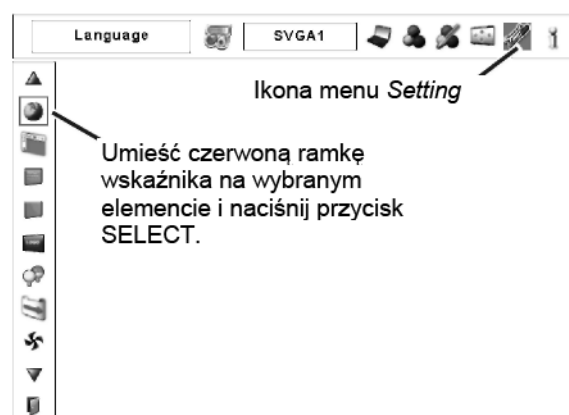 Language
SVGA1
Ikona menu Setting
Umieść czerwoną ramkę
wskaźnika na wybranym
elemencie i naciśnij przycisk
SELECT.